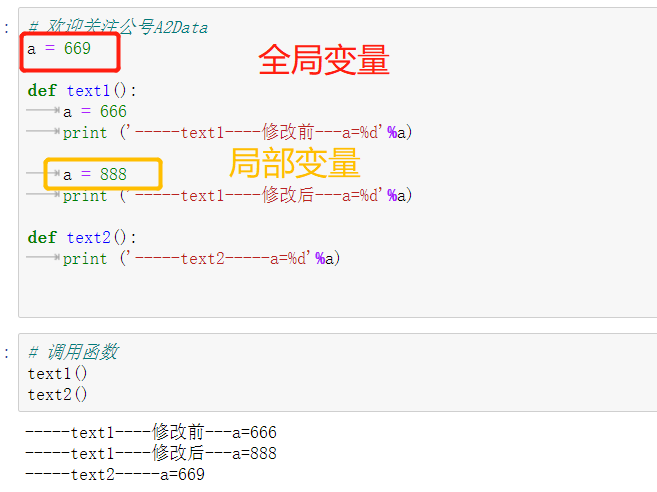 : # 欢迎关注公号A2Data
a = 669
全局变量
def text1():
a = 666
print ('-----text1----修改前---a=%d'%a)
局部变量
a = 888
print ('-----text1----修改后---a=%d'%a)
def text2():
print ('-----text2-----a=%d'%a)
: # 调用函数
text1()
text2()
-----text1----修改前---a=666
-----text1----修改后---a=888
-----text2-----a=669